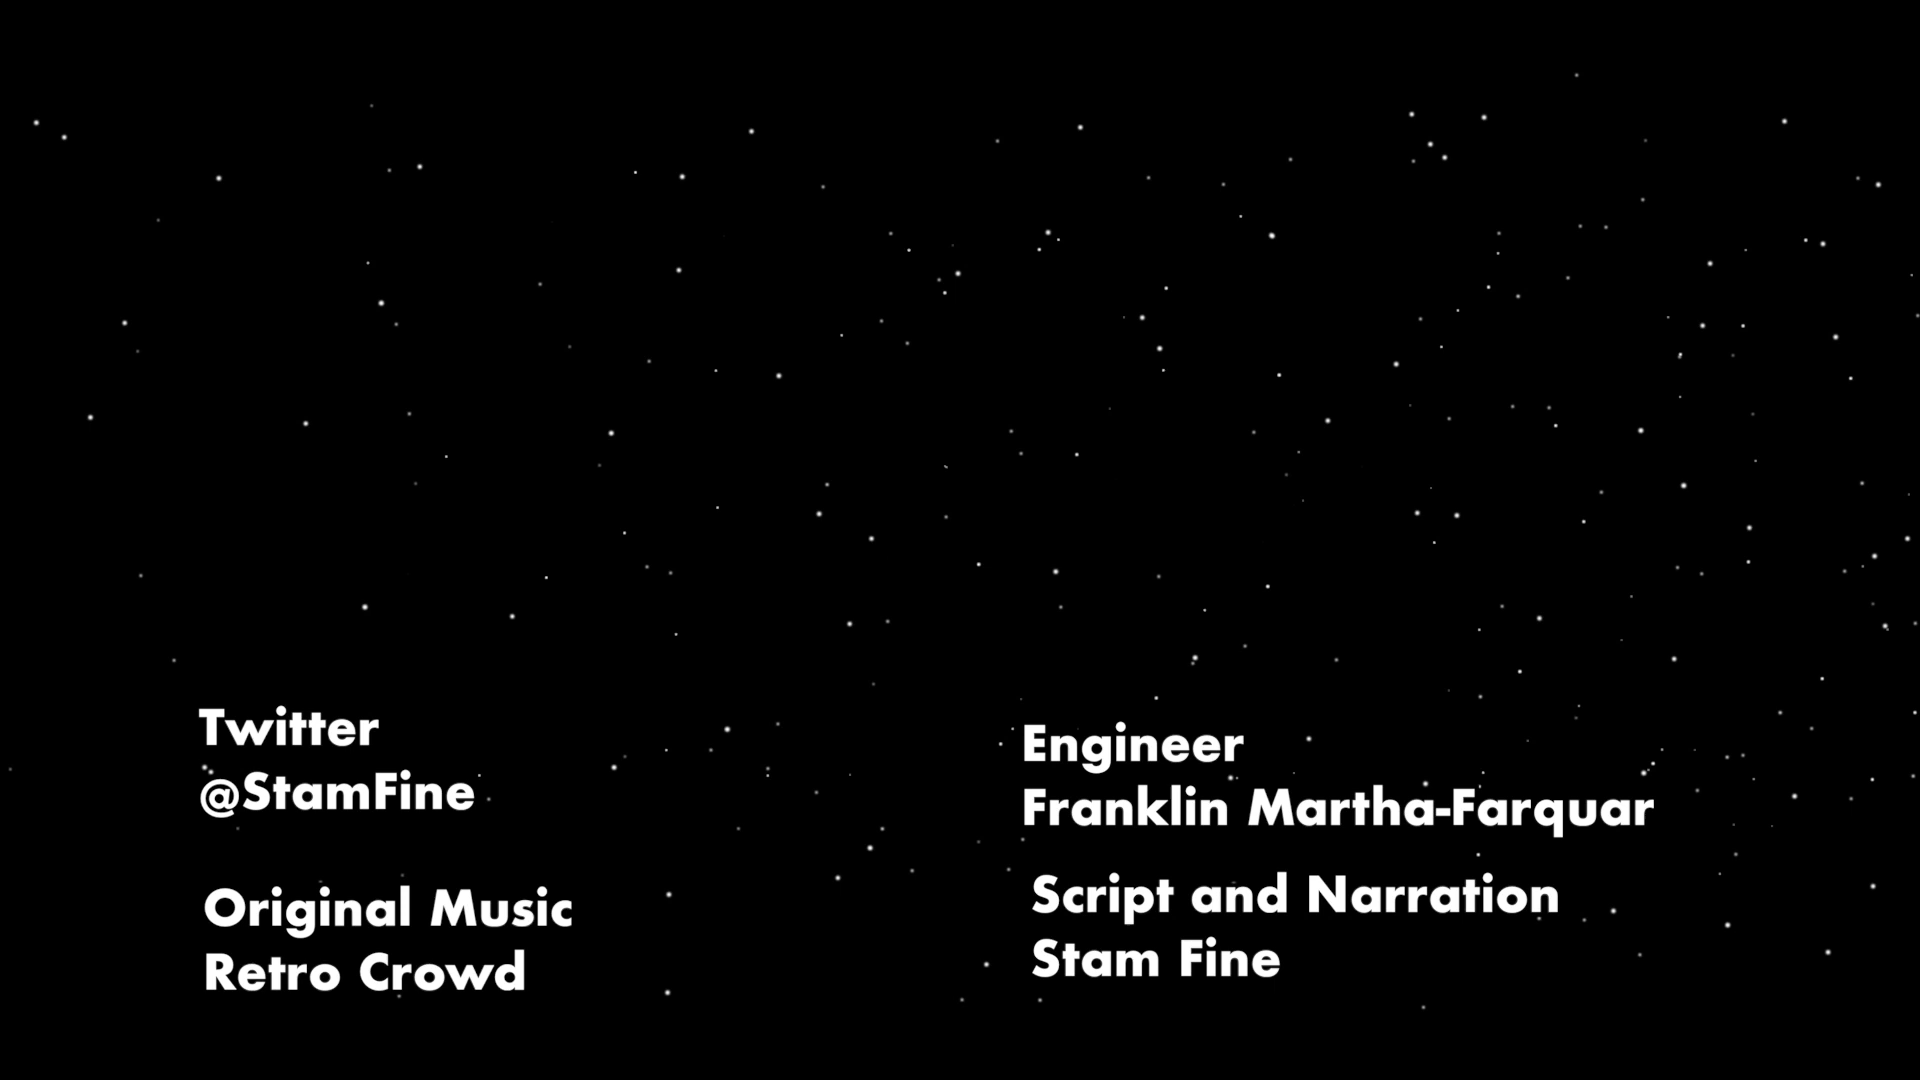 Twitter
@StamFine
Original Music
Retro Crowd
Engineer
Franklin Martha-Farquar
Script and Narration
Stam Fine